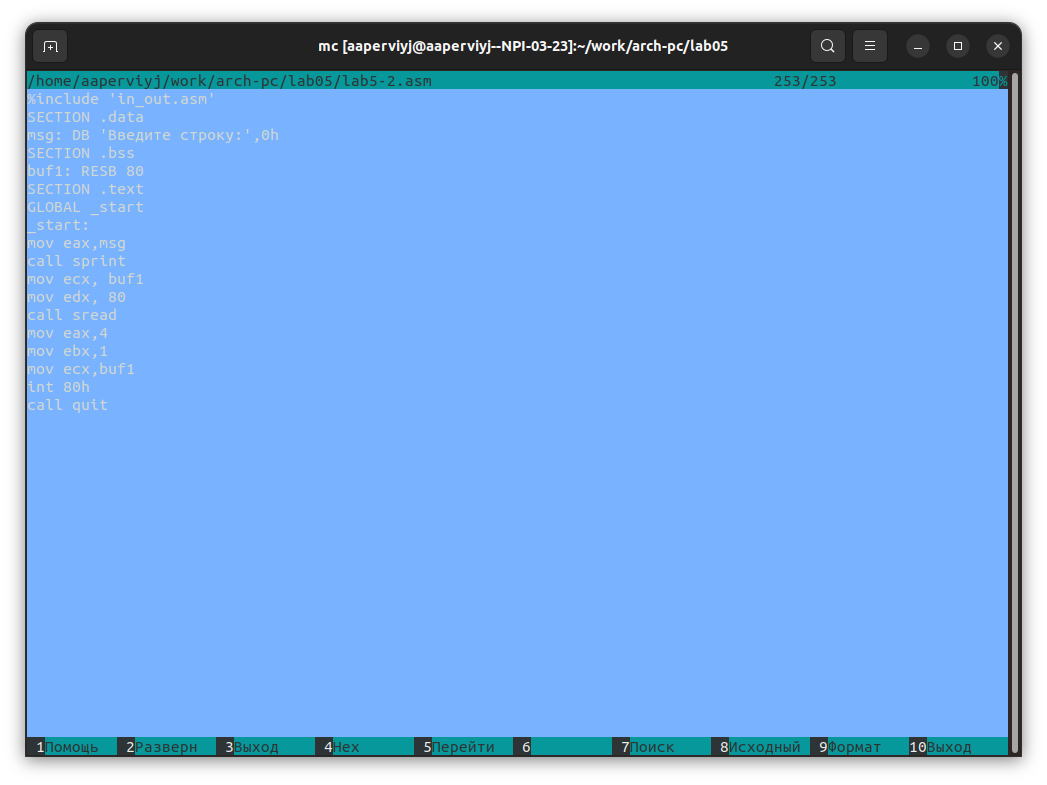 mc [aaperviyj@aaperviyj--NPI-03-23]:~/work/arch-pc/lab05
/home/aaperviyj/work/arch-pc/lab05/lab5-2.asm 253/253 100%
%include 'in_out.asm'
SECTION .data
msg: DB 'Введите строку:',0h
SECTION .bss
buf1: RESB 80
SECTION .text
GLOBAL _start
_start:
mov eax,msg
call sprint
mov ecx, buf1
mov edx, 80
call sread
mov eax,4
mov ebx,1
mov ecx,buf1
int 80h
call quit
1Помощь 2Разверн 3Выход 4Hex 5Перейти 6 7Поиск 8Исходный 9Формат 10Выход